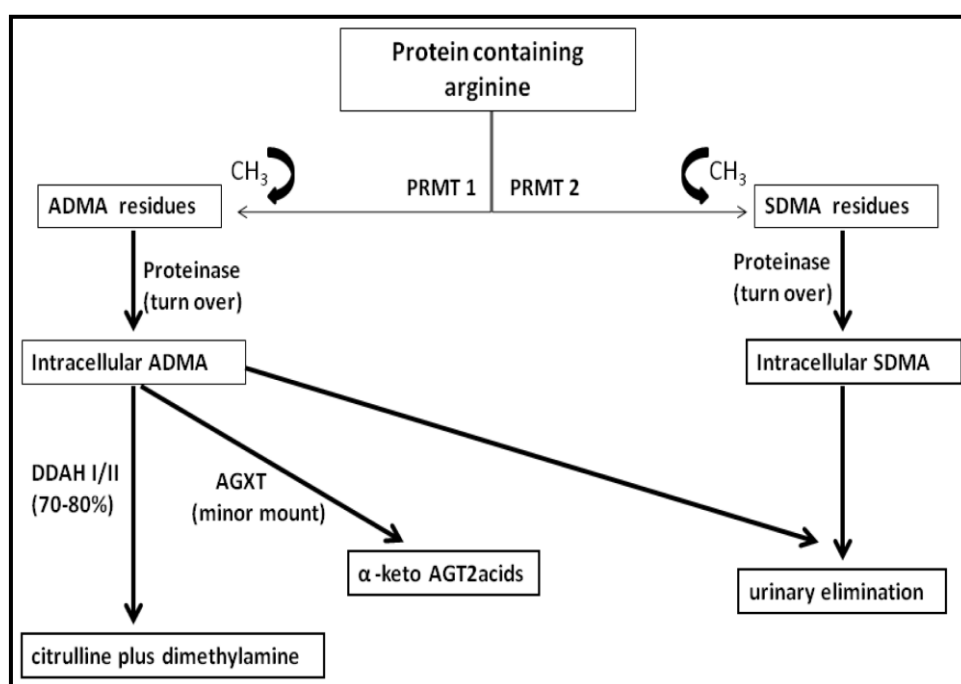 Protein containing
arginine
CH3
PRMT 1
PRMT 2
CH3
ADMA residues
SDMA residues
Proteinase
(turn over)
Proteinase
(turn over)
Intracellular ADMA
Intracellular SDMA
DDAH I/II
(70-80%)
AGXT
(minor mount)
α-keto AGT2acids
urinary elimination
citrulline plus dimethylamine